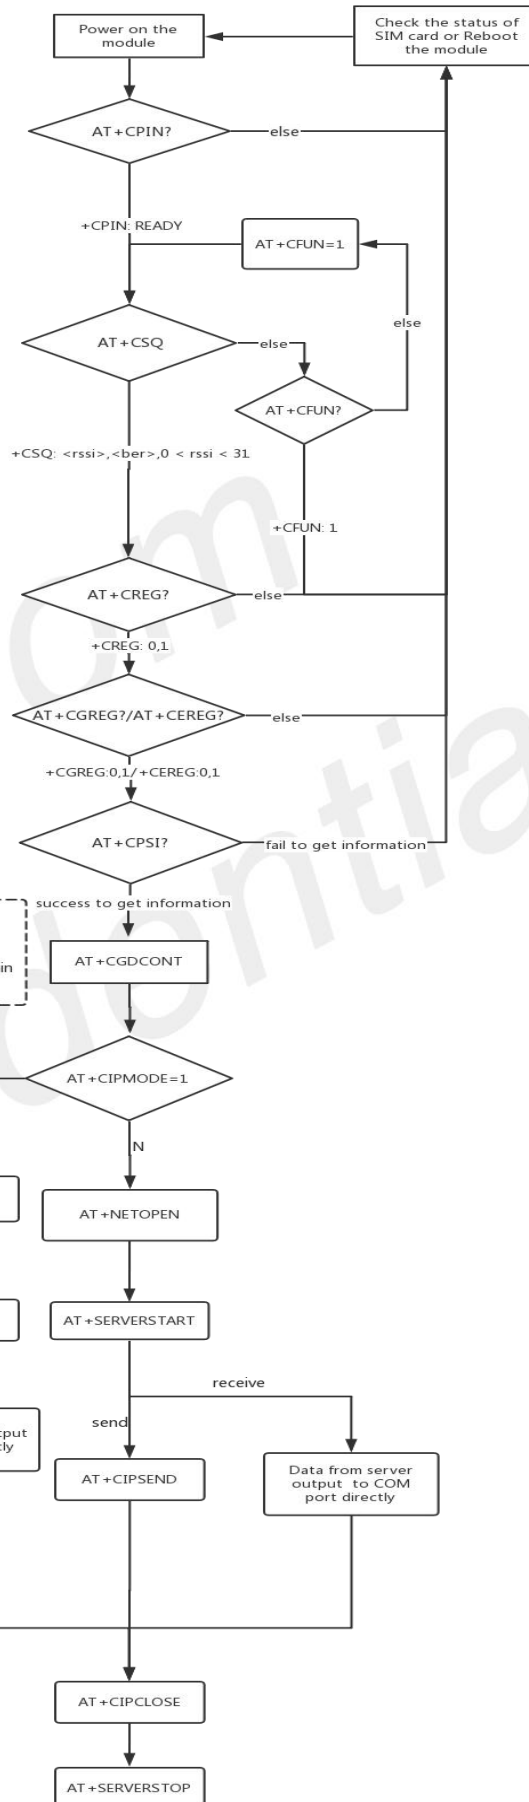 Power on the
module
Check the status of
SIM card or Reboot
the module
AT+CPIN?
else
+CPIN: READY
AT+CFUN=1
else
AT+CSQ
else
AT+CFUN?
+CSQ: <rssi>,<ber>,0 < rssi < 31
+CFUN: 1
AT+CREG?
else
+CREG: 0,1
AT+CGREG?/AT+CEREG?
else
+CGREG:0,1/+CEREG:0,1
AT+CPSI?
fail to get information
success to get information
in
AT+CGDCONT
AT+CIPMODE=1
N
AT+NETOPEN
AT+SERVERSTART
receive
send
tput
tly
AT+CIPSEND
Data from server
output to COM
port directly
AT+CIPCLOSE
AT+SERVERSTOP